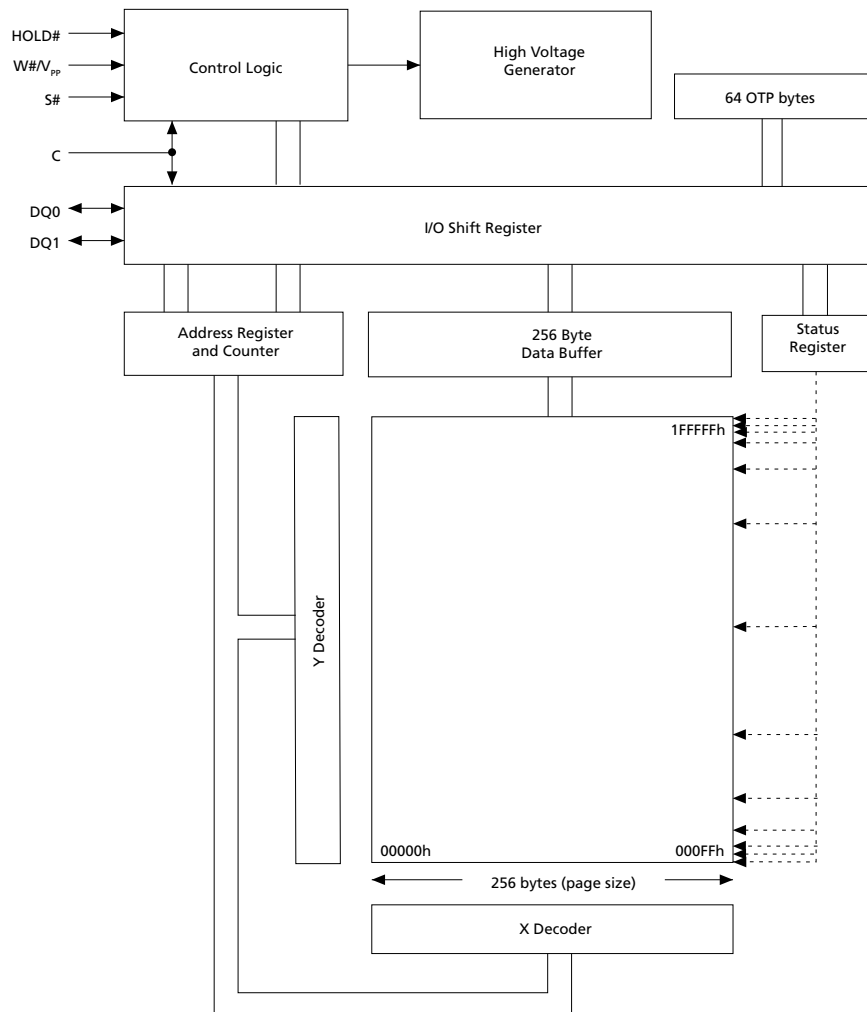 HOLD#
W#/VPP
S#
Control Logic
High Voltage
Generator
64 OTP bytes
C
DQ0
DQ1
I/O Shift Register
Address Register
and Counter
256 Byte
Data Buffer
Status
Register
1FFFFFh
Y Decoder
00000h
000FFh
256 bytes (page size)
X Decoder